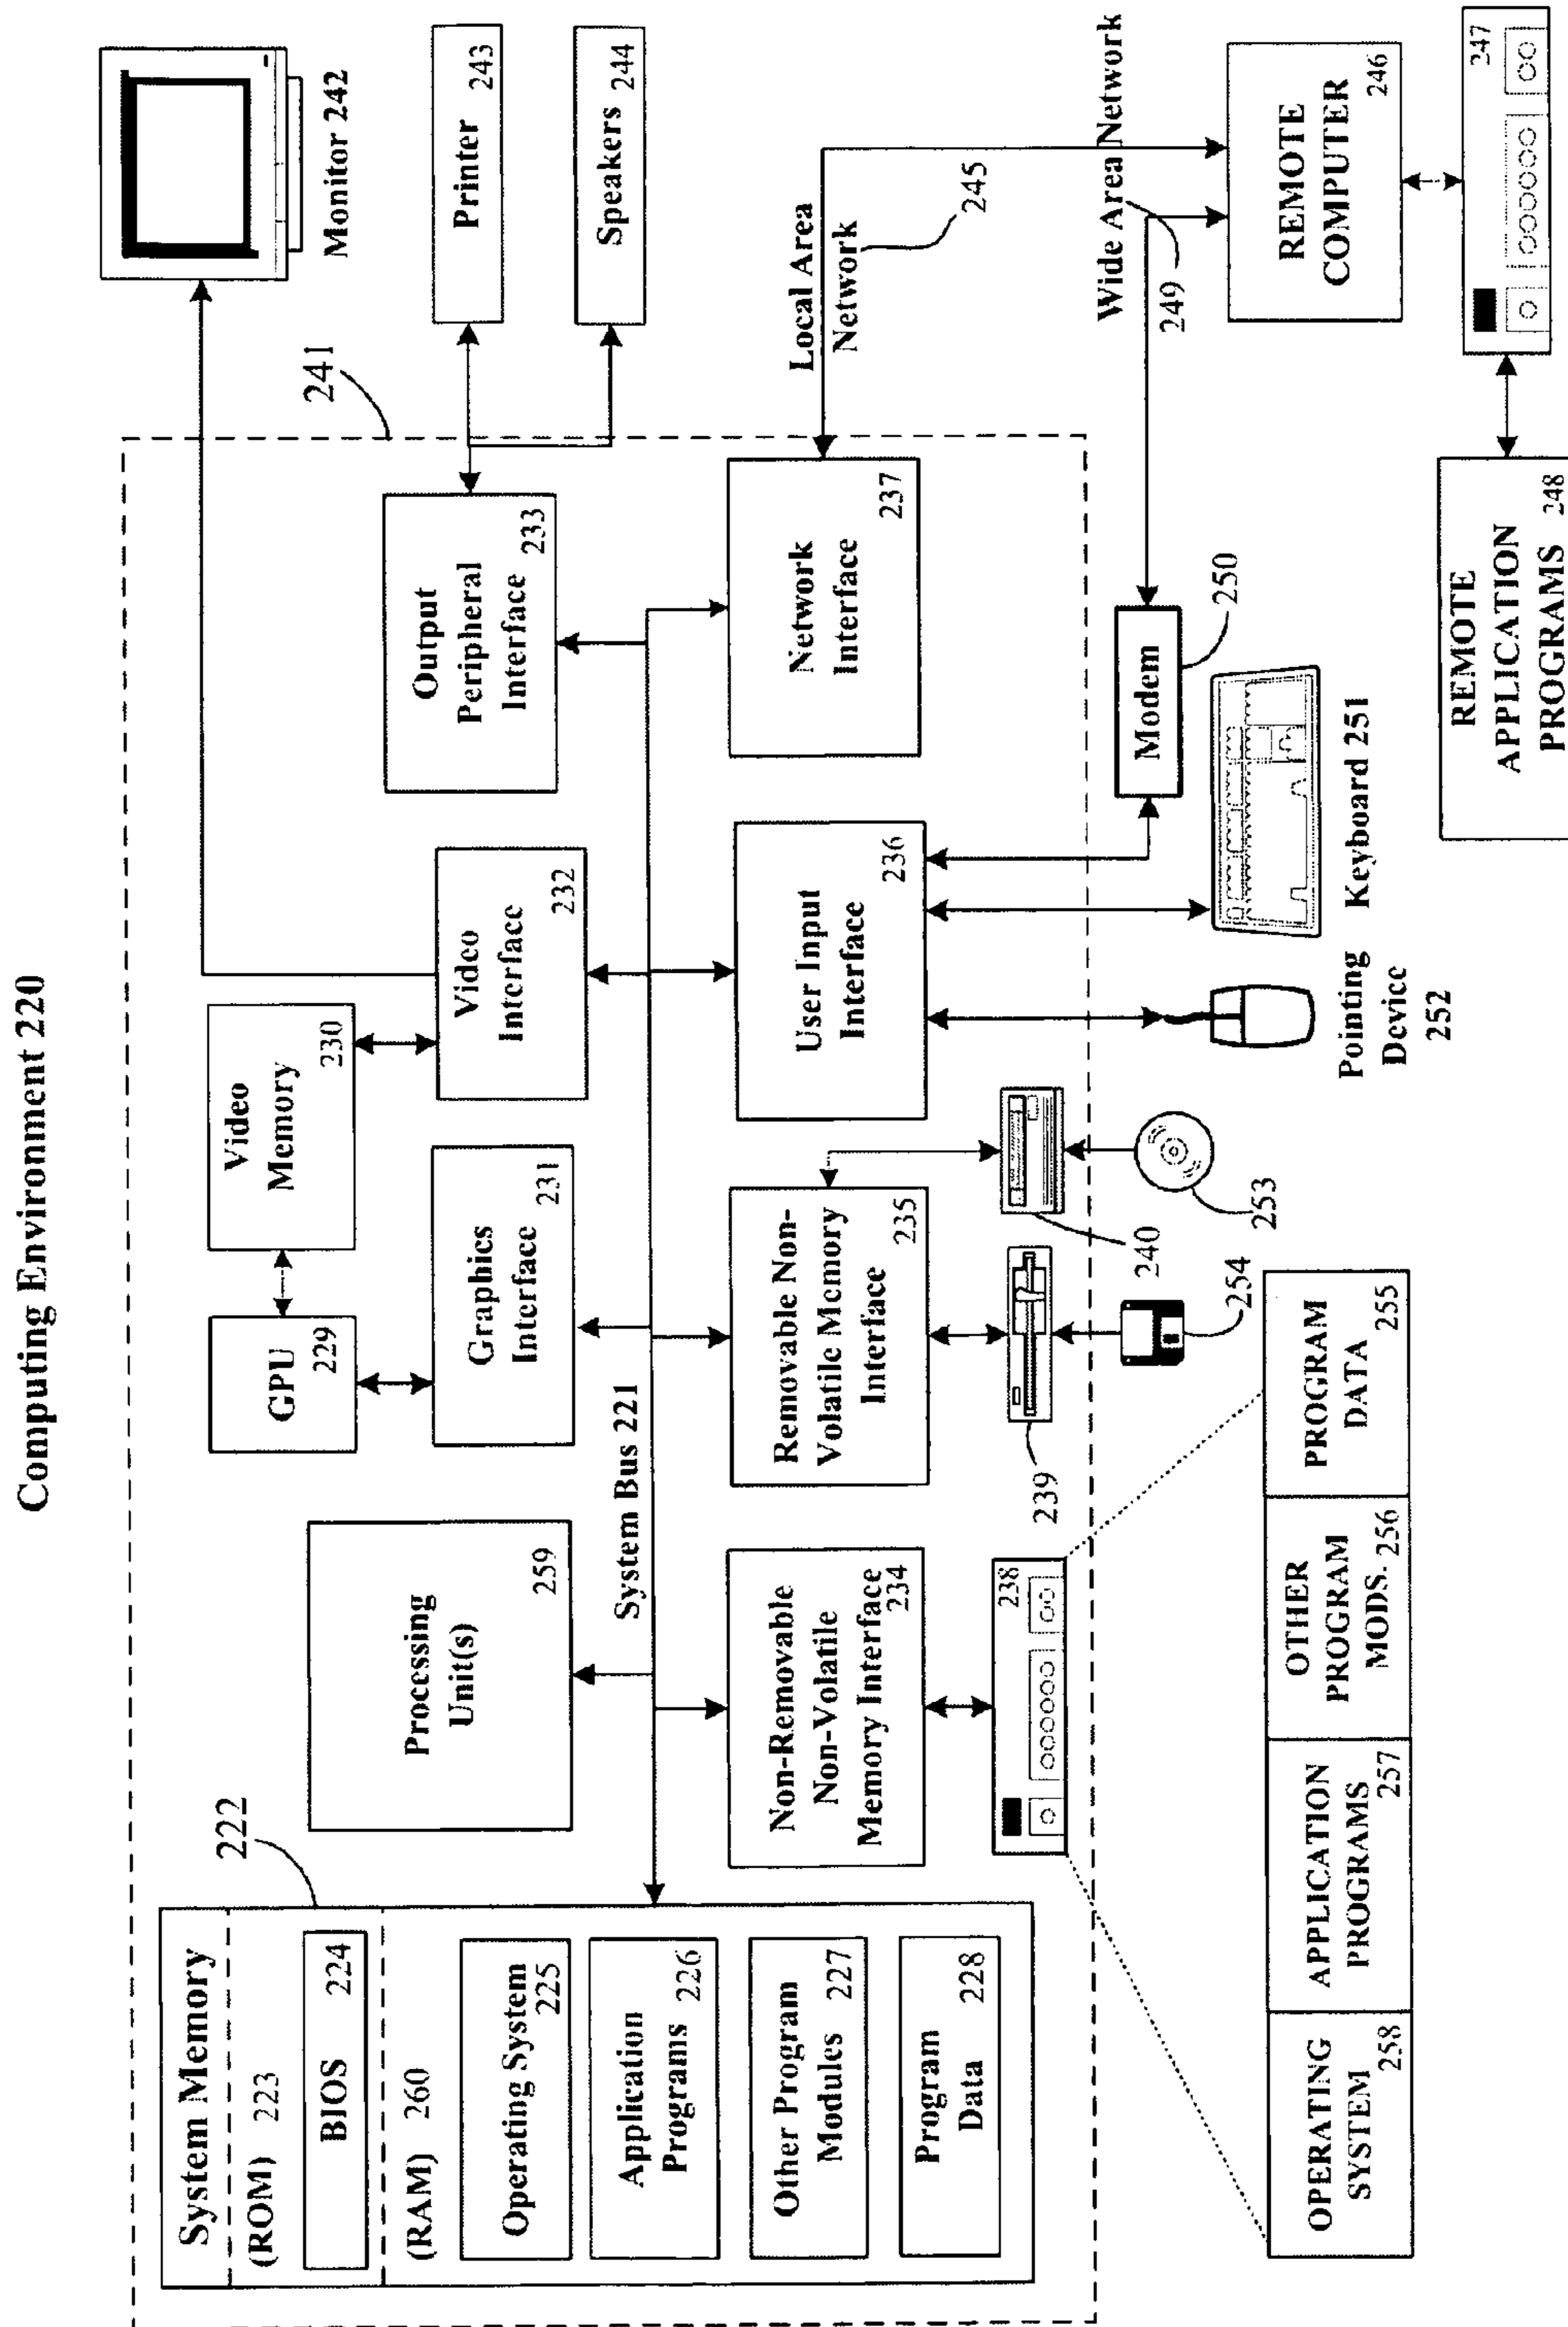 Computing Environment 220
241
222
System Memory
(ROM) 223
BIOS 224
(RAM) 260
Operating System
225
Application
Programs 226
Other Program
Modules 227
Program
Data 228
Processing
Unit(s)
259
GPU
229
Video
Memory
230
Graphics
Interface
231
Video
Interface
232
Output
Peripheral
Interface 233
System Bus 221
Non-Removable
Non-Volatile
Memory Interface
234
Removable Non-
Volatile Memory
Interface
235
User Input
Interface
236
Network
Interface
237
238
239
240
Monitor 242
Printer 243
Speakers 244
Local Area
Network
245
Wide Area Network
249
REMOTE
COMPUTER
246
247
REMOTE
APPLICATION
PROGRAMS 248
Modem
250
Keyboard 251
Pointing
Device
252
253
254
OPERATING
SYSTEM
258
APPLICATION
PROGRAMS
257
OTHER
PROGRAM
MODS. 256
PROGRAM
DATA
255